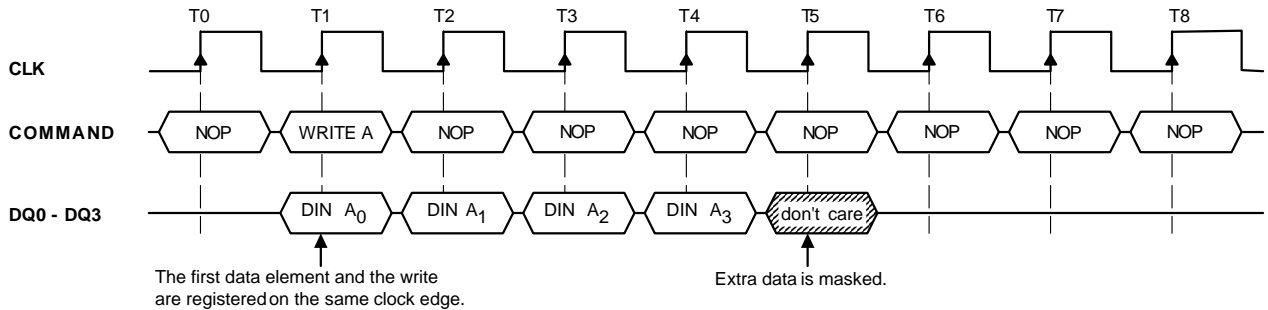 T0 T1 T2 T3 T4 T5 T6 T7 T8
CLK
COMMAND NOP WRITE A NOP NOP NOP NOP NOP NOP NOP
DQ0 - DQ3 DIN A0 DIN A1 DIN A2 DIN A3 don't care
The first data element and the write
are registered on the same clock edge.
Extra data is masked.